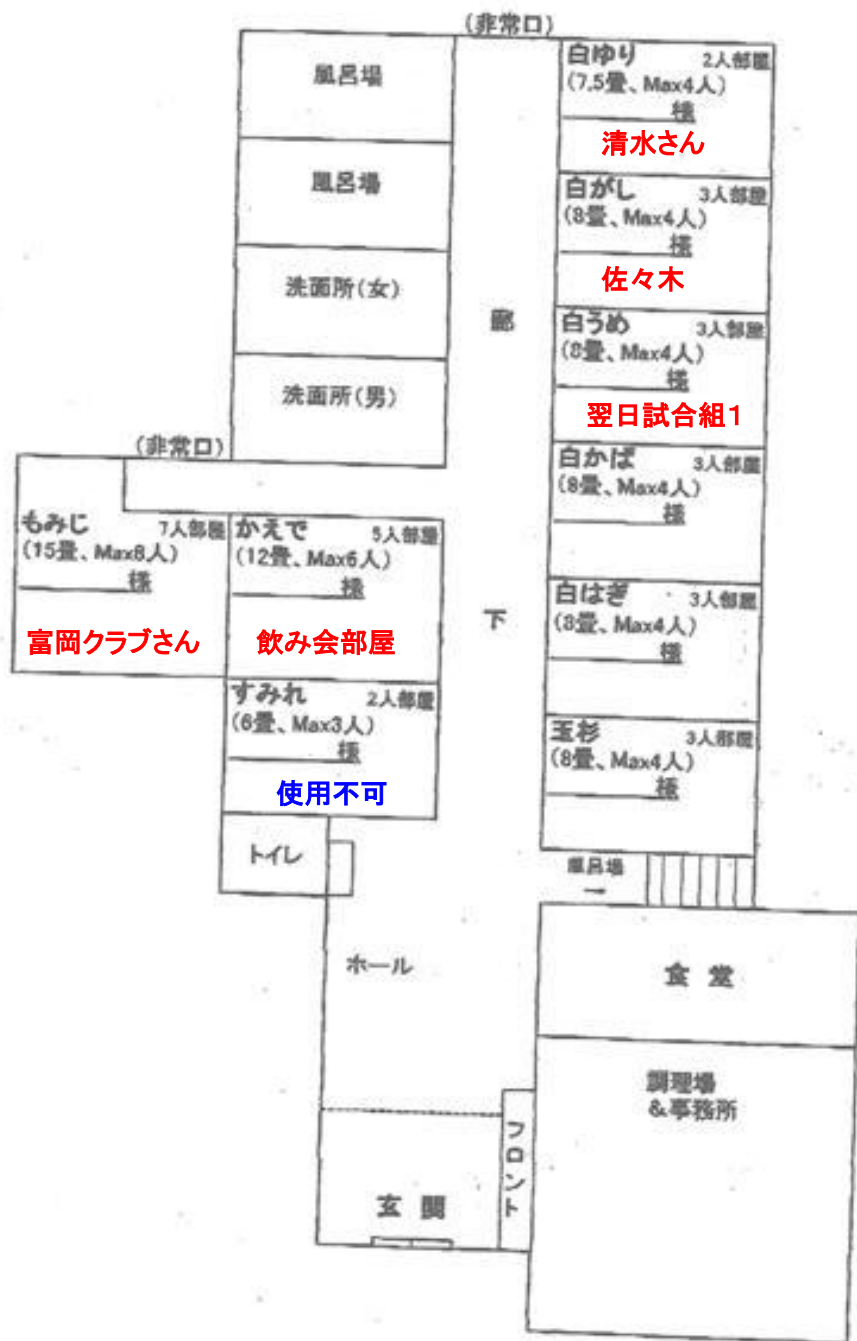 (非常口)
風呂場
風呂場
洗面所(女)
洗面所(男)
(非常口)
白ゆり 2人部屋
(7.5畳、Max4人)
様
清水さん
白がし 3人部屋
(8畳、Max4人)
様
佐々木
白うめ 3人部屋
(8畳、Max4人)
様
翌日試合組1
白かば 3人部屋
(8畳、Max4人)
様
白はぎ 3人部屋
(8畳、Max4人)
様
玉杉 3人部屋
(8畳、Max4人)
様
廊下
もみじ 7人部屋
(15畳、Max8人)
様
富岡クラブさん
かえで 5人部屋
(12畳、Max6人)
様
飲み会部屋
すみれ 2人部屋
(6畳、Max3人)
様
使用不可
トイレ
風呂場
→
ホール
食堂
調理場
&事務所
フロント
玄関